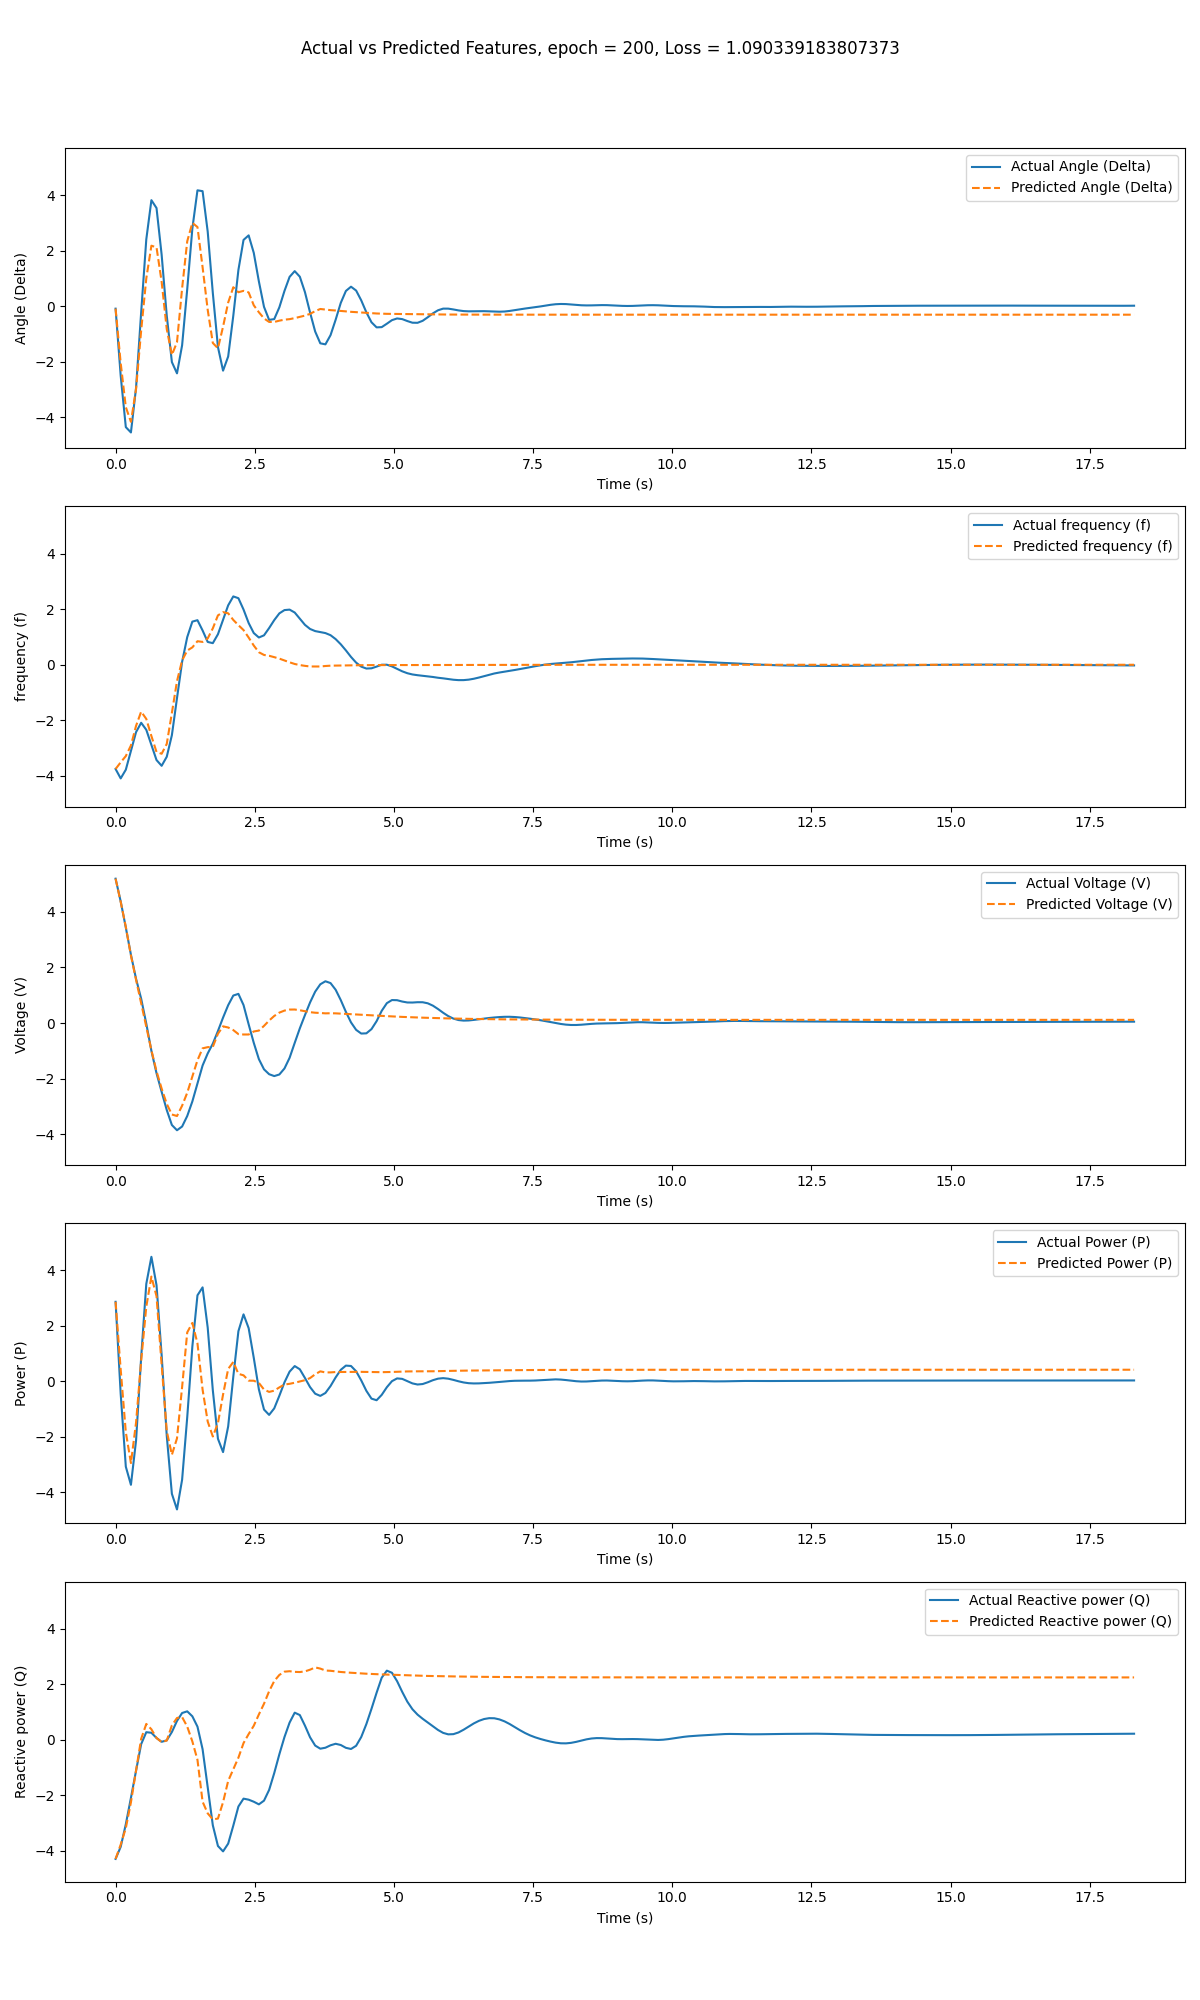 Actual vs Predicted Features, epoch = 200, Loss = 1.090339183807373
Actual Angle (Delta)
Predicted Angle (Delta)
Angle (Delta)
4
2
0
−2
−4
0.0 2.5 5.0 7.5 10.0 12.5 15.0 17.5
Time (s)
Actual frequency (f)
Predicted frequency (f)
frequency (f)
4
2
0
−2
−4
0.0 2.5 5.0 7.5 10.0 12.5 15.0 17.5
Time (s)
Actual Voltage (V)
Predicted Voltage (V)
Voltage (V)
4
2
0
−2
−4
0.0 2.5 5.0 7.5 10.0 12.5 15.0 17.5
Time (s)
Actual Power (P)
Predicted Power (P)
Power (P)
4
2
0
−2
−4
0.0 2.5 5.0 7.5 10.0 12.5 15.0 17.5
Time (s)
Actual Reactive power (Q)
Predicted Reactive power (Q)
Reactive power (Q)
4
2
0
−2
−4
0.0 2.5 5.0 7.5 10.0 12.5 15.0 17.5
Time (s)